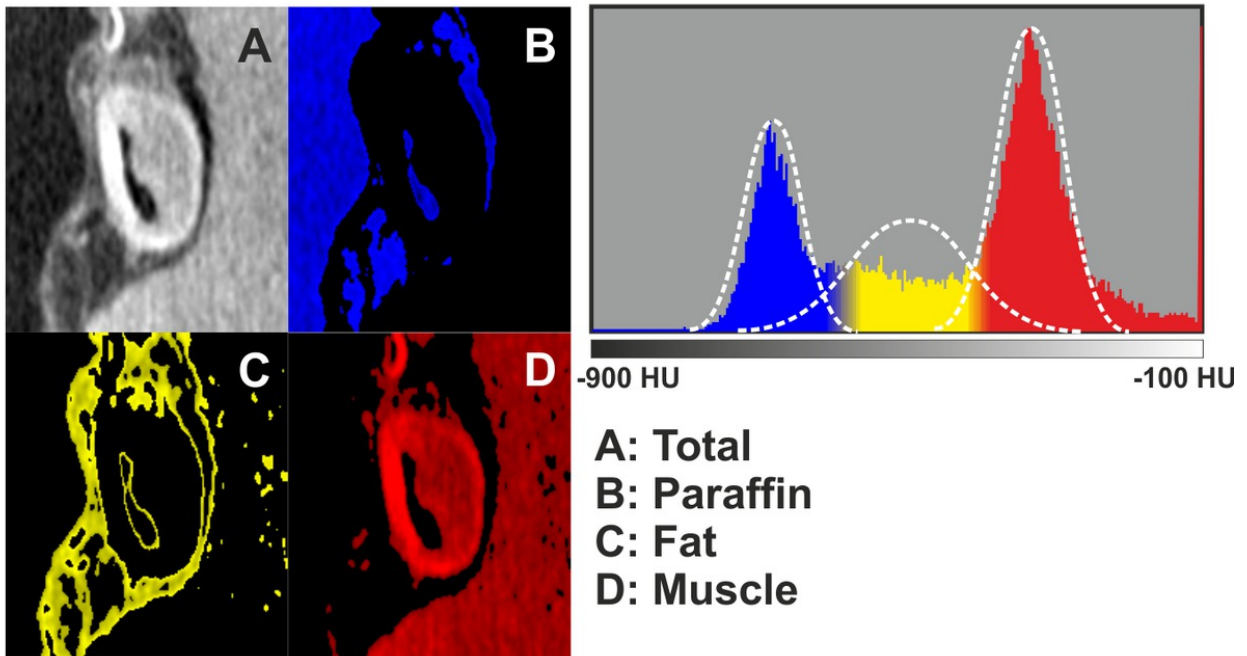 A
B
C
D
-900 HU
-100 HU
A: Total
B: Paraffin
C: Fat
D: Muscle